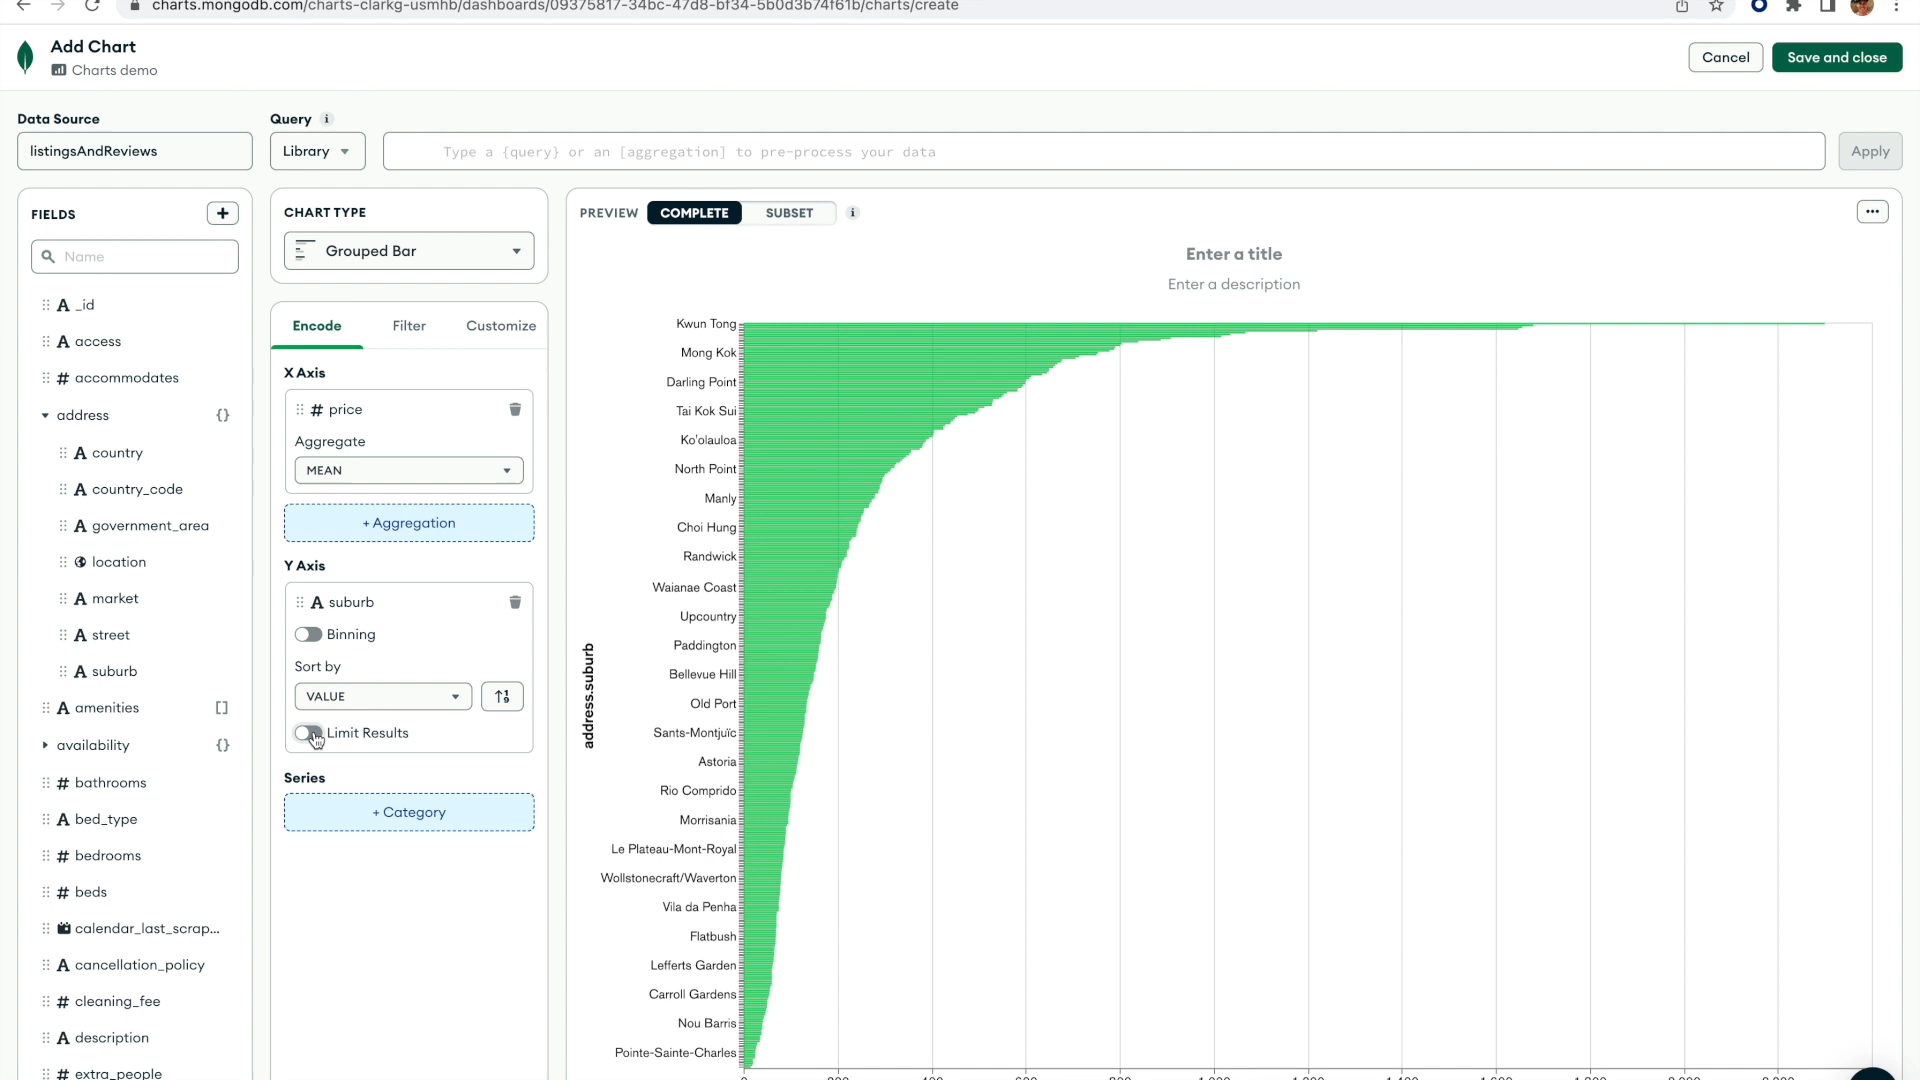 charts.mongodb.com/charts-clarkg-usmhb/dashboards/09375817-34bc-47d8-bf34-5b0d3b74f61b/charts/create
Add Chart
Charts demo
Cancel
Save and close
Data Source
Query
listingsAndReviews
Library
Type a {query} or an [aggregation] to pre-process your data
Apply
FIELDS
Name
A _id
A access
# accommodates
address {}
A country
A country_code
A government_area
location
A market
A street
A suburb
A amenities []
availability {}
# bathrooms
A bed_type
# bedrooms
# beds
calendar_last_scrap...
A cancellation_policy
# cleaning_fee
A description
# extra_people
CHART TYPE
Grouped Bar
Encode
Filter
Customize
X Axis
# price
Aggregate
MEAN
+ Aggregation
Y Axis
A suburb
Binning
Sort by
VALUE
Limit Results
Series
+ Category
PREVIEW
COMPLETE
SUBSET
Enter a title
Enter a description
address.suburb
Kwun Tong
Mong Kok
Darling Point
Tai Kok Sui
Ko'olauloa
North Point
Manly
Choi Hung
Randwick
Waianae Coast
Upcountry
Paddington
Bellevue Hill
Old Port
Sants-Montjuïc
Astoria
Rio Comprido
Morrisania
Le Plateau-Mont-Royal
Wollstonecraft/Waverton
Vila da Penha
Flatbush
Lefferts Garden
Carroll Gardens
Nou Barris
Pointe-Sainte-Charles